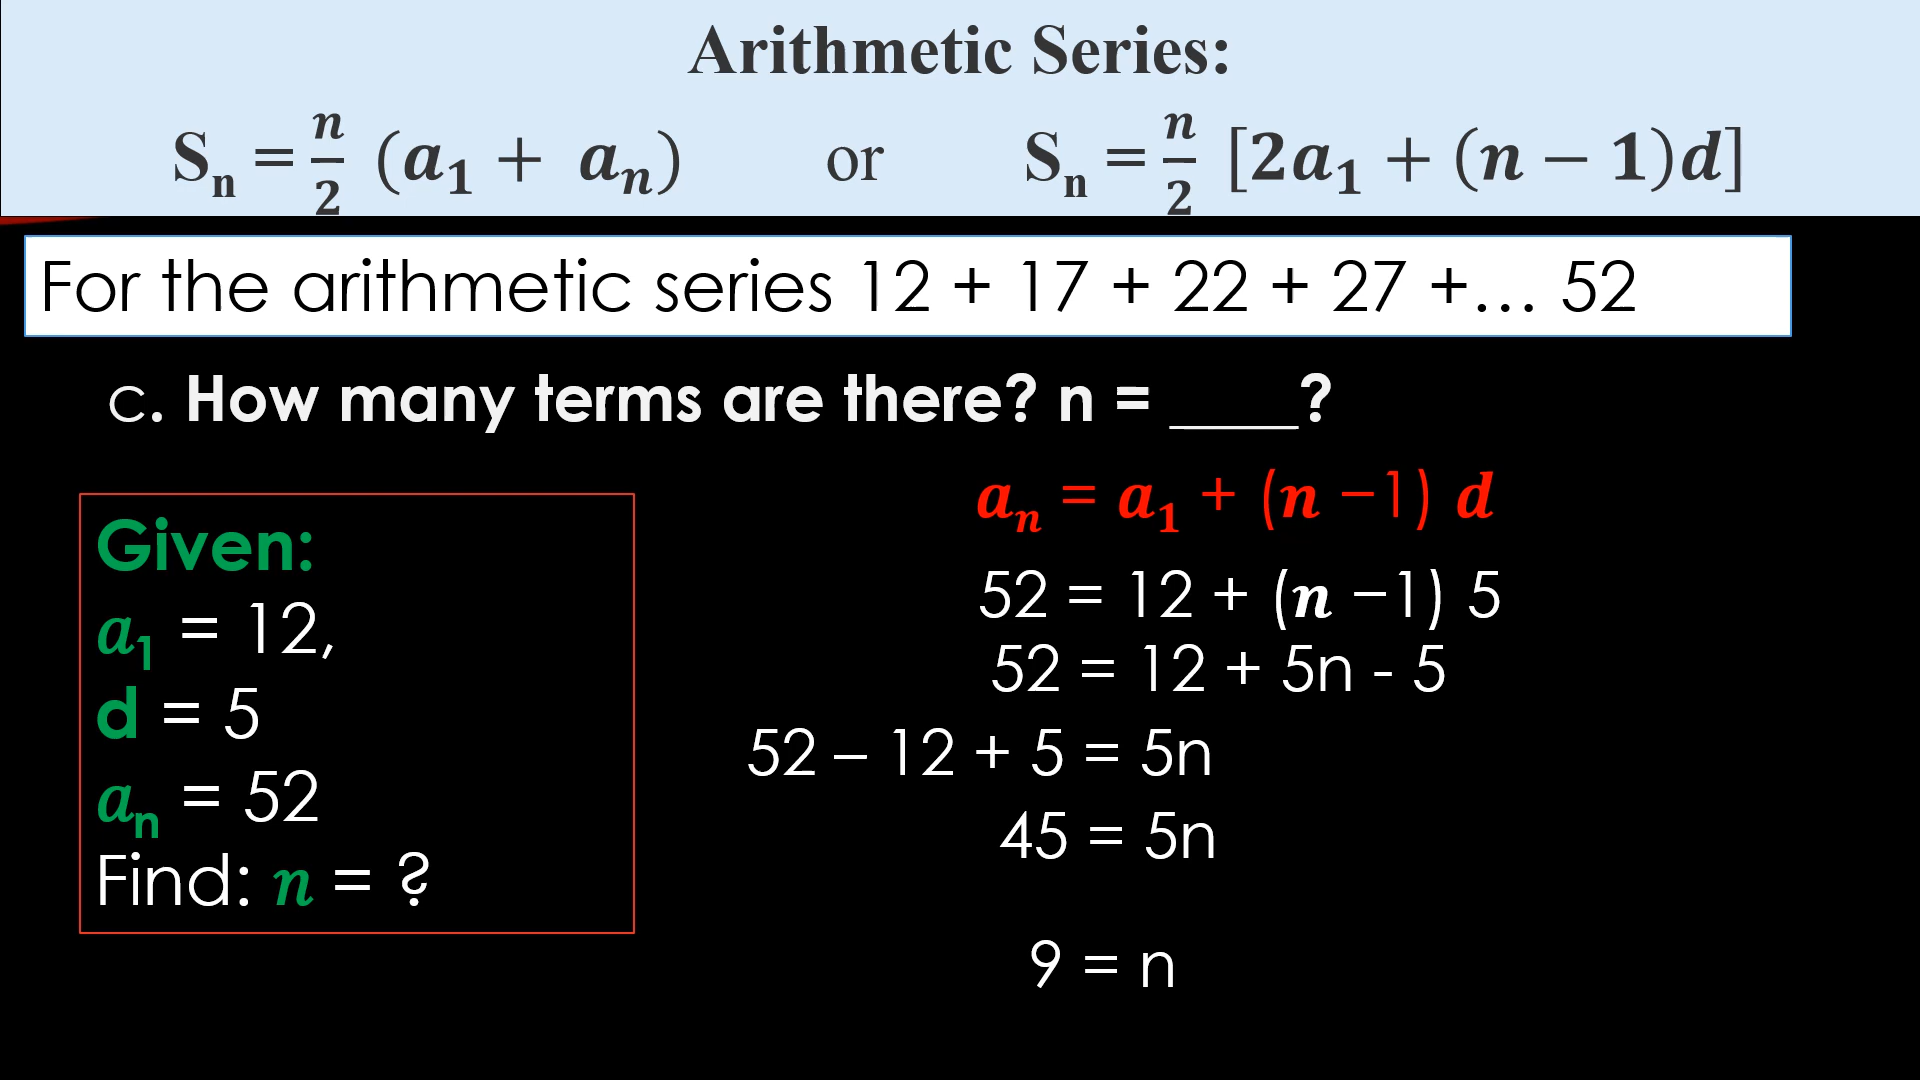 Arithmetic Series:
Sₙ = n/2 (a₁ + aₙ) or Sₙ = n/2 [2a₁ + (n − 1)d]
For the arithmetic series 12 + 17 + 22 + 27 +… 52
c. How many terms are there? n = ____?
aₙ = a₁ + (n −1) d
Given:
a₁ = 12,
d = 5
aₙ = 52
Find: n = ?
52 = 12 + (n −1) 5
52 = 12 + 5n - 5
52 – 12 + 5 = 5n
45 = 5n
9 = n